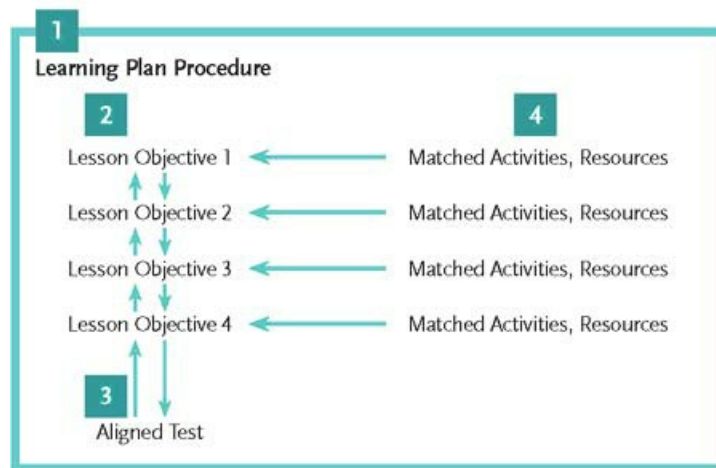 1
Learning Plan Procedure
2 4
Lesson Objective 1 Matched Activities, Resources
Lesson Objective 2 Matched Activities, Resources
Lesson Objective 3 Matched Activities, Resources
Lesson Objective 4 Matched Activities, Resources
3
Aligned Test